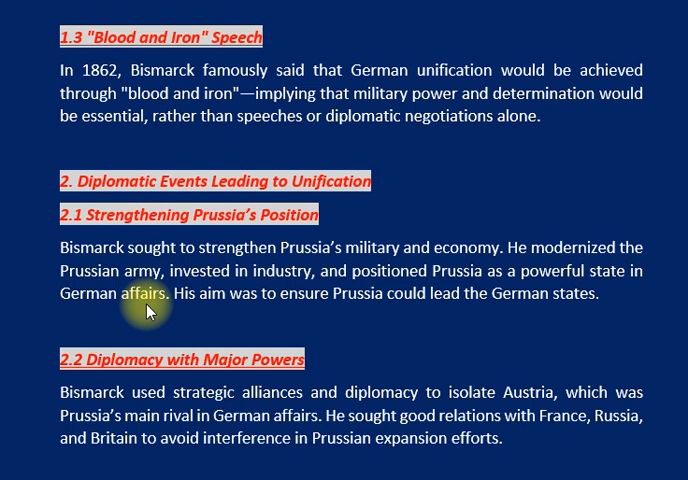 1.3 "Blood and Iron" Speech
In 1862, Bismarck famously said that German unification would be achieved
through "blood and iron"—implying that military power and determination would
be essential, rather than speeches or diplomatic negotiations alone.
2. Diplomatic Events Leading to Unification
2.1 Strengthening Prussia’s Position
Bismarck sought to strengthen Prussia’s military and economy. He modernized the
Prussian army, invested in industry, and positioned Prussia as a powerful state in
German affairs. His aim was to ensure Prussia could lead the German states.
2.2 Diplomacy with Major Powers
Bismarck used strategic alliances and diplomacy to isolate Austria, which was
Prussia’s main rival in German affairs. He sought good relations with France, Russia,
and Britain to avoid interference in Prussian expansion efforts.